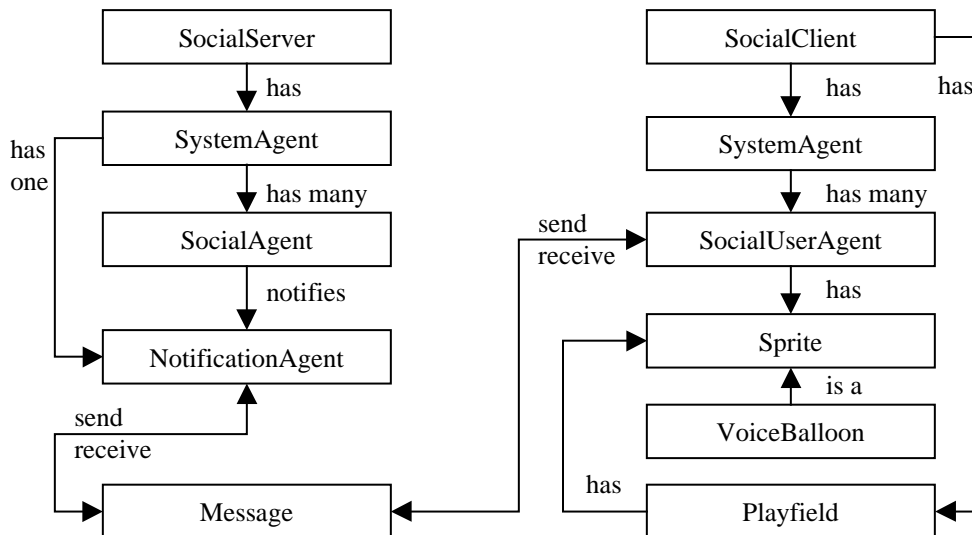 SocialServer
has
SystemAgent
has
one
has many
SocialAgent
notifies
NotificationAgent
send
receive
Message
send
receive
SocialClient
has
has
SystemAgent
has many
SocialUserAgent
has
Sprite
is a
VoiceBalloon
has
Playfield